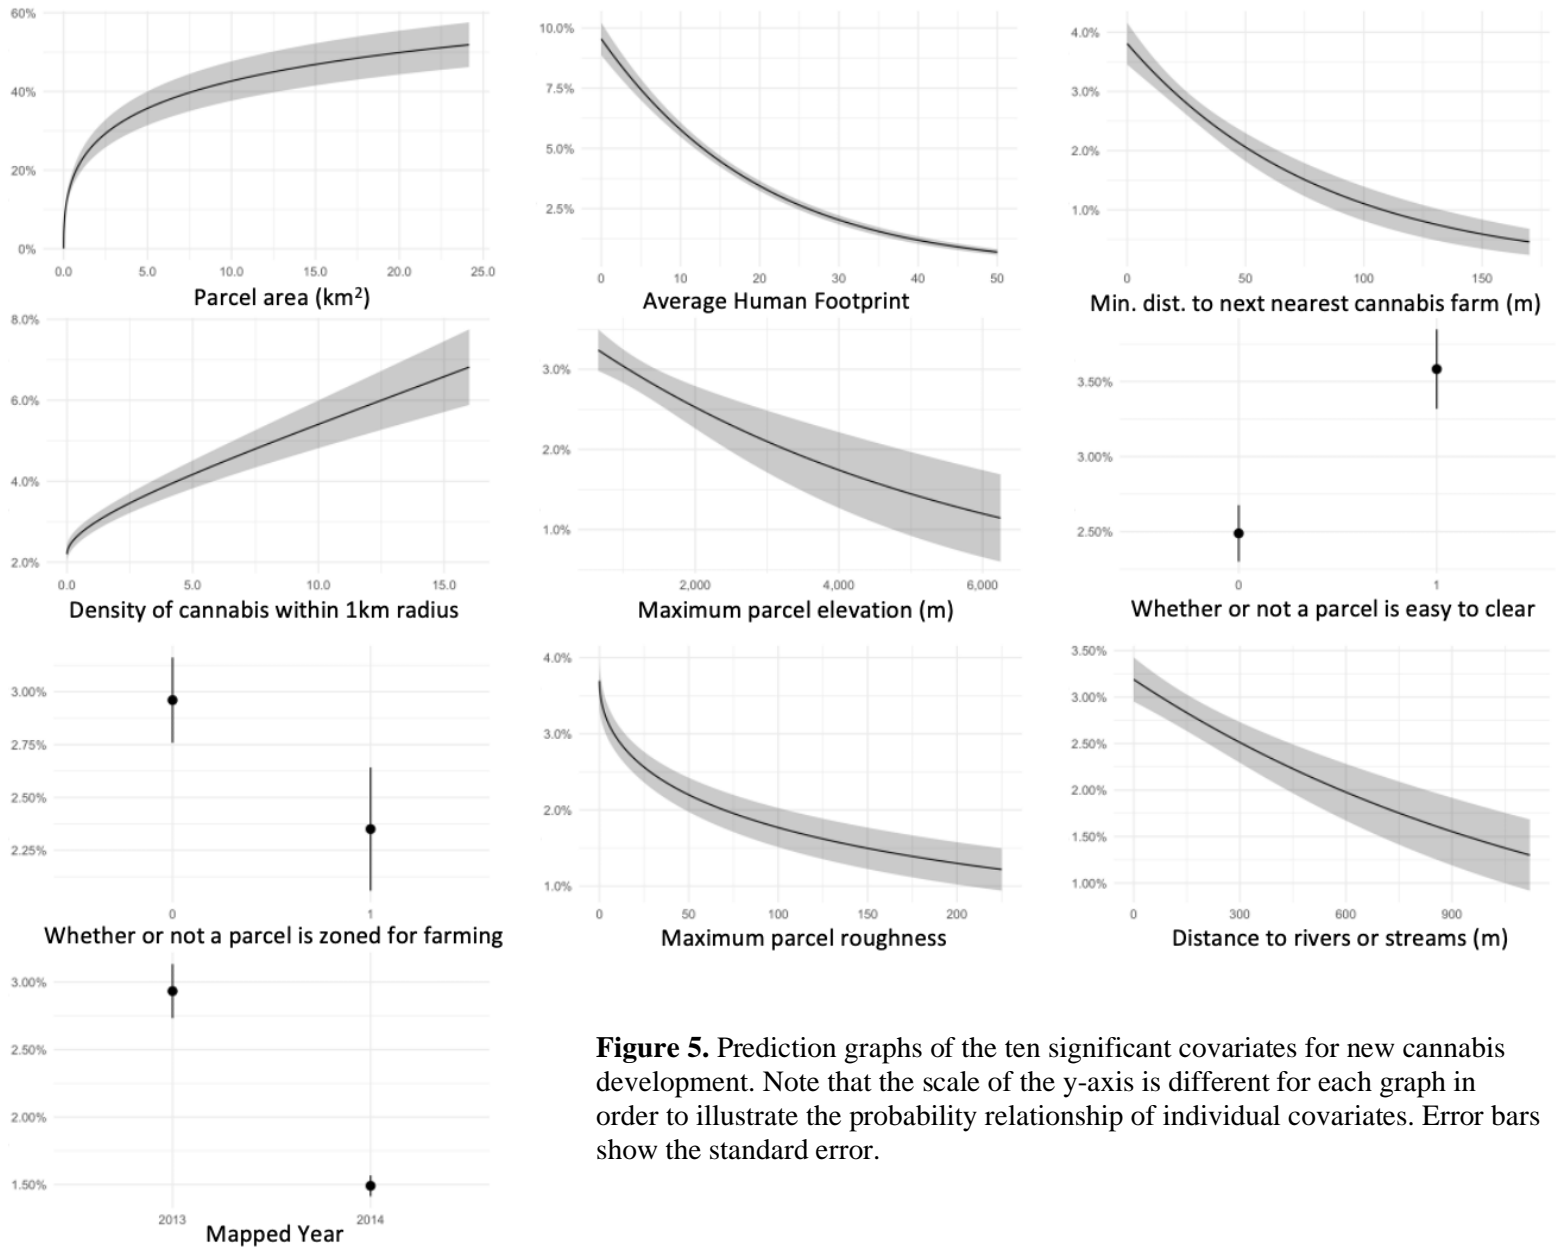 60%
40%
20%
0%
0.0 5.0 10.0 15.0 20.0 25.0
Parcel area (km²)
10.0%
7.5%
5.0%
2.5%
0 10 20 30 40 50
Average Human Footprint
4.0%
3.0%
2.0%
1.0%
0 50 100 150
Min. dist. to next nearest cannabis farm (m)
8.0%
6.0%
4.0%
2.0%
0.0 5.0 10.0 15.0
Density of cannabis within 1km radius
3.0%
2.0%
1.0%
2,000 4,000 6,000
Maximum parcel elevation (m)
3.50%
3.00%
2.50%
0 1
Whether or not a parcel is easy to clear
3.00%
2.75%
2.50%
2.25%
0 1
Whether or not a parcel is zoned for farming
4.0%
3.0%
2.0%
1.0%
0 50 100 150 200
Maximum parcel roughness
3.50%
3.00%
2.50%
2.00%
1.50%
1.00%
0 300 600 900
Distance to rivers or streams (m)
3.00%
2.50%
2.00%
1.50%
2013 2014
Mapped Year
Figure 5. Prediction graphs of the ten significant covariates for new cannabis
development. Note that the scale of the y-axis is different for each graph in
order to illustrate the probability relationship of individual covariates. Error bars
show the standard error.